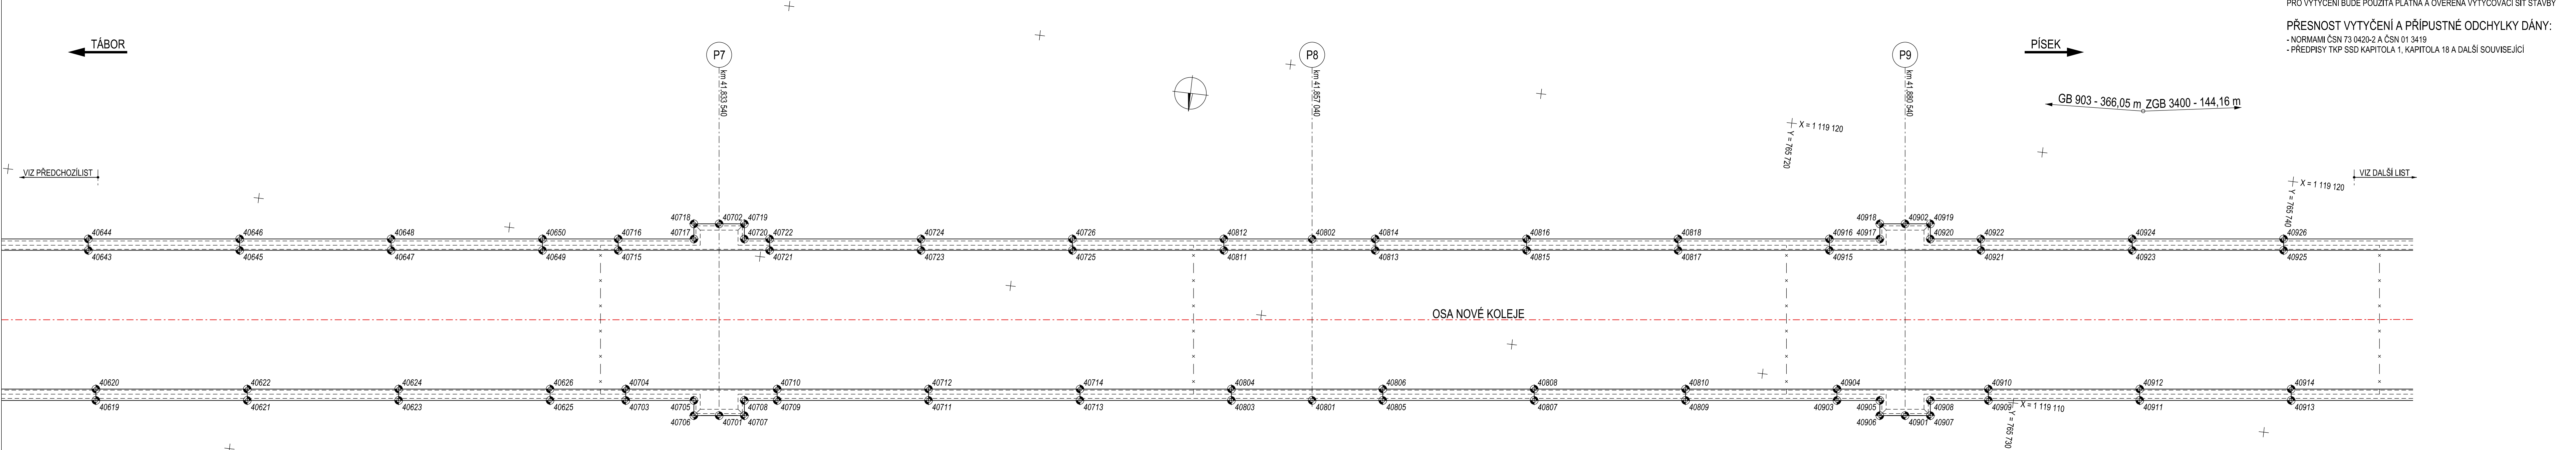 PRO VYTYČENÍ BUDE POUŽITA PLATNÁ A OVĚŘENÁ VYTYČOVACÍ SÍŤ STAVBY
PŘESNOST VYTYČENÍ A PŘÍPUSTNÉ ODCHYLKY DÁNY:
- NORMAMI ČSN 73 0420-2 A ČSN 01 3419
- PŘEDPISY TKP SSD KAPITOLA 1, KAPITOLA 18 A DALŠÍ SOUVISEJÍCÍ
TÁBOR
P7
P8
P9
PÍSEK
km 41,833 540
km 41,857 040
km 41,880 540
GB 903 - 366,05 m
ZGB 3400 - 144,16 m
X = 1 119 120
Y = 765 720
VIZ PŘEDCHOZÍLIST
VIZ DALŠÍ LIST
X = 1 119 120
Y = 765 740
40718 40702 40719
40918 40902 40919
40644 40646 40648 40650 40716 40717 40720 40722 40724 40726 40812 40802 40814 40816 40818 40916 40917 40920 40922 40924 40926
40643 40645 40647 40649 40715 40721 40723 40725 40811 40813 40815 40817 40915 40921 40923 40925
OSA NOVÉ KOLEJE
40620 40622 40624 40626 40704 40710 40712 40714 40804 40806 40808 40810 40904 40910 40912 40914
40619 40621 40623 40625 40703 40705 40708 40709 40711 40713 40803 40801 40805 40807 40809 40903 40905 40908 40909 40911 40913
X = 1 119 110
Y = 765 730
40706 40701 40707
40906 40901 40907